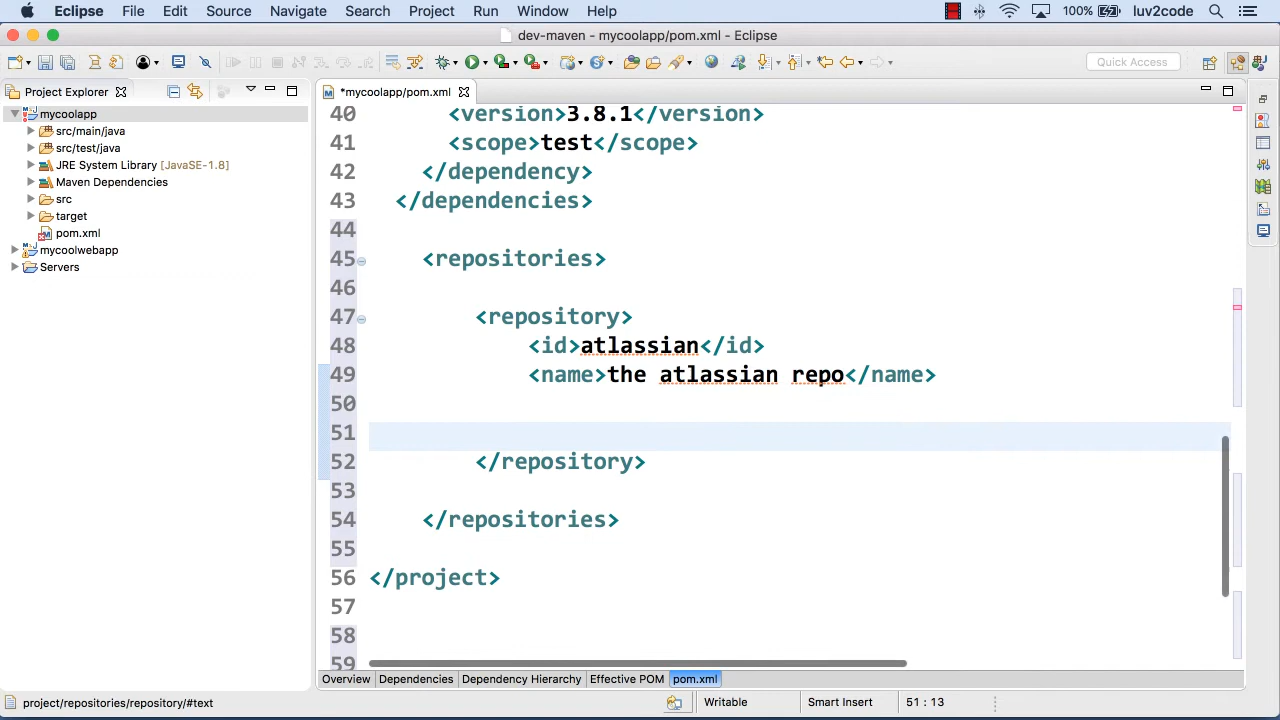 Eclipse File Edit Source Navigate Search Project Run Window Help 100% luv2code
dev-maven - mycoolapp/pom.xml - Eclipse
Quick Access
Project Explorer
*mycoolapp/pom.xml
mycoolapp
src/main/java
src/test/java
JRE System Library [JavaSE-1.8]
Maven Dependencies
src
target
pom.xml
mycoolwebapp
Servers
40 <version>3.8.1</version>
41 <scope>test</scope>
42 </dependency>
43 </dependencies>
44
45 <repositories>
46
47 <repository>
48 <id>atlassian</id>
49 <name>the atlassian repo</name>
50
51
52 </repository>
53
54 </repositories>
55
56 </project>
57
58
59
Overview Dependencies Dependency Hierarchy Effective POM pom.xml
project/repositories/repository/#text Writable Smart Insert 51 : 13